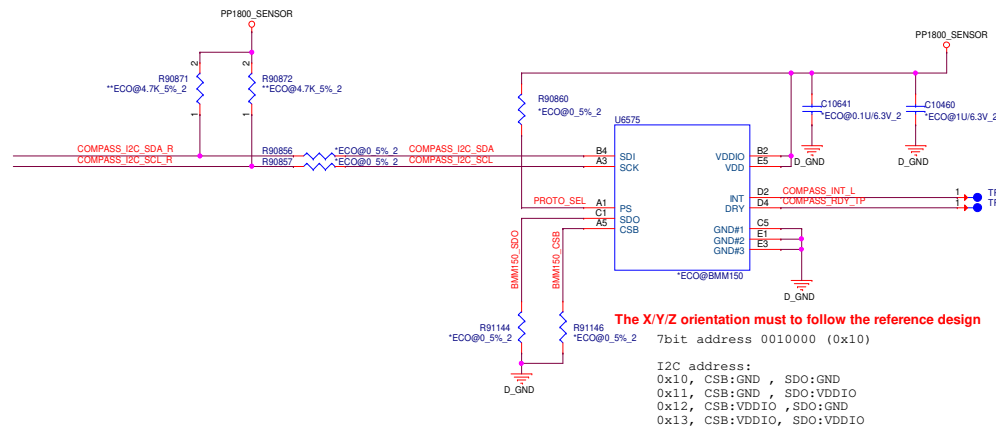 PP1800_SENSOR
PP1800_SENSOR
2
2
R90871
**ECO@4.7K_5%_2
R90872
**ECO@4.7K_5%_2
1
1
R90860
*ECO@0_5%_2
C10641
*ECO@0.1U/6.3V_2
C10460
*ECO@1U/6.3V_2
D_GND
D_GND
U6575
COMPASS_I2C_SDA_R
R90856
*ECO@0_5%_2
COMPASS_I2C_SDA
B4
SDI
VDDIO
B2
COMPASS_I2C_SCL_R
R90857
*ECO@0_5%_2
COMPASS_I2C_SCL
A3
SCK
VDD
E5
INT
D2
COMPASS_INT_L
1
DRY
D4
COMPASS_RDY_TP
1
PROTO_SEL
A1
PS
C1
SDO
A5
CSB
GND#1
C5
GND#2
E1
GND#3
E3
BMM150_SDO
BMM150_CSB
*ECO@BMM150
D_GND
R91144
*ECO@0_5%_2
R91146
*ECO@0_5%_2
D_GND
The X/Y/Z orientation must to follow the reference design
7bit address 0010000 (0x10)
I2C address:
0x10, CSB:GND , SDO:GND
0x11, CSB:GND , SDO:VDDIO
0x12, CSB:VDDIO ,SDO:GND
0x13, CSB:VDDIO, SDO:VDDIO